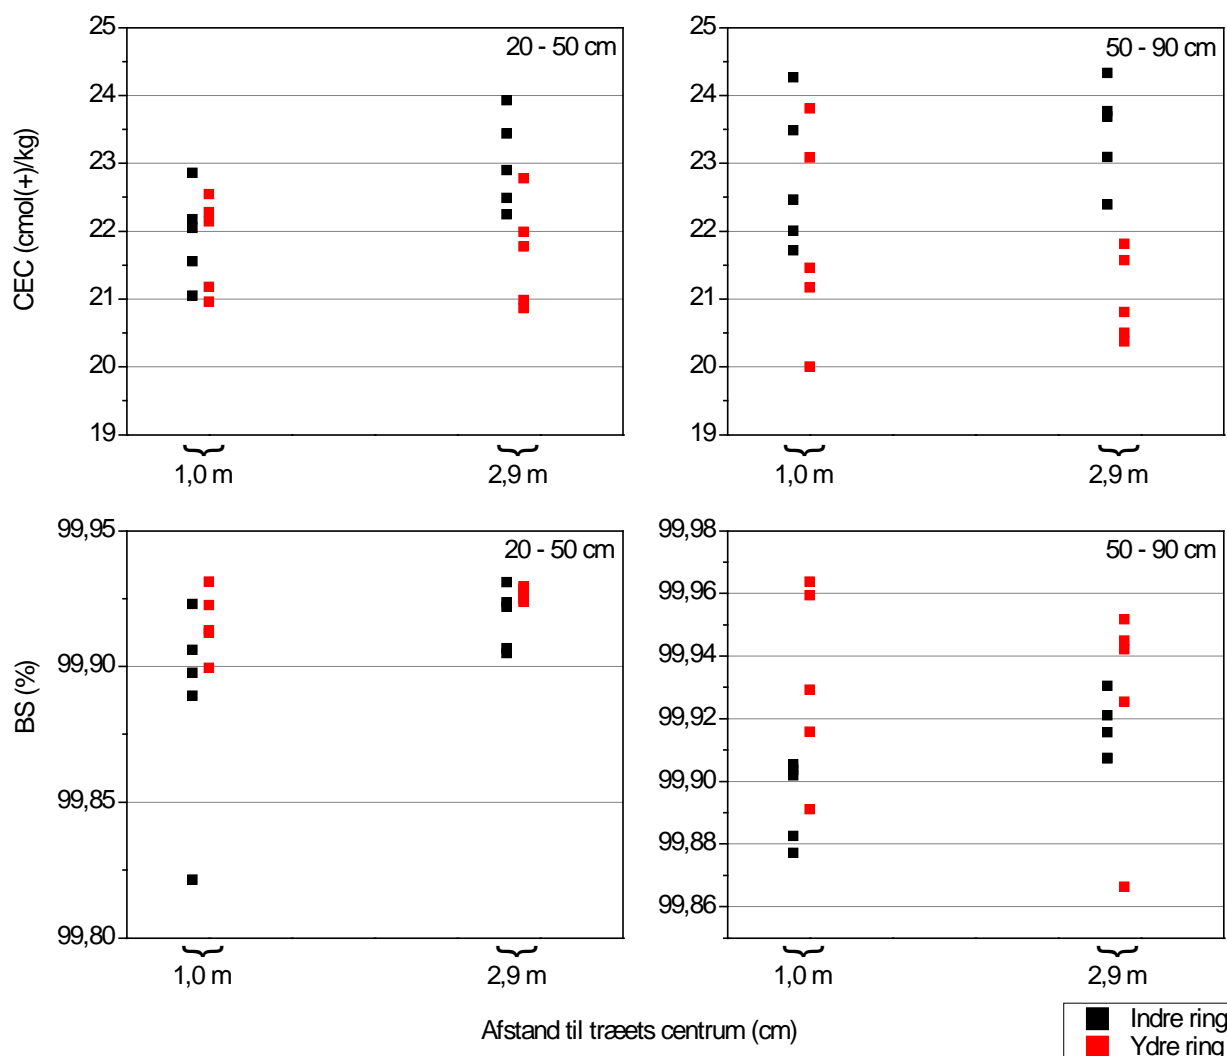 20 - 50 cm
25
24
23
22
21
20
19
CEC (cmol(+)/kg)
1,0 m
2,9 m
50 - 90 cm
25
24
23
22
21
20
19
1,0 m
2,9 m
20 - 50 cm
99,95
99,90
99,85
99,80
BS (%)
1,0 m
2,9 m
50 - 90 cm
99,98
99,96
99,94
99,92
99,90
99,88
99,86
1,0 m
2,9 m
Afstand til træets centrum (cm)
Indre ring
Ydre ring